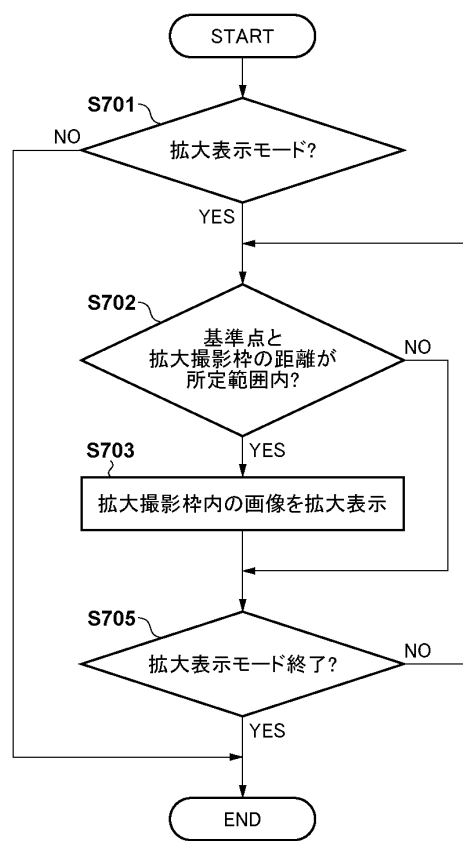 START
S701
NO
拡大表示モード?
YES
S702
基準点と
拡大撮影枠の距離が
所定範囲内?
NO
YES
S703
拡大撮影枠内の画像を拡大表示
S705
拡大表示モード終了?
NO
YES
END